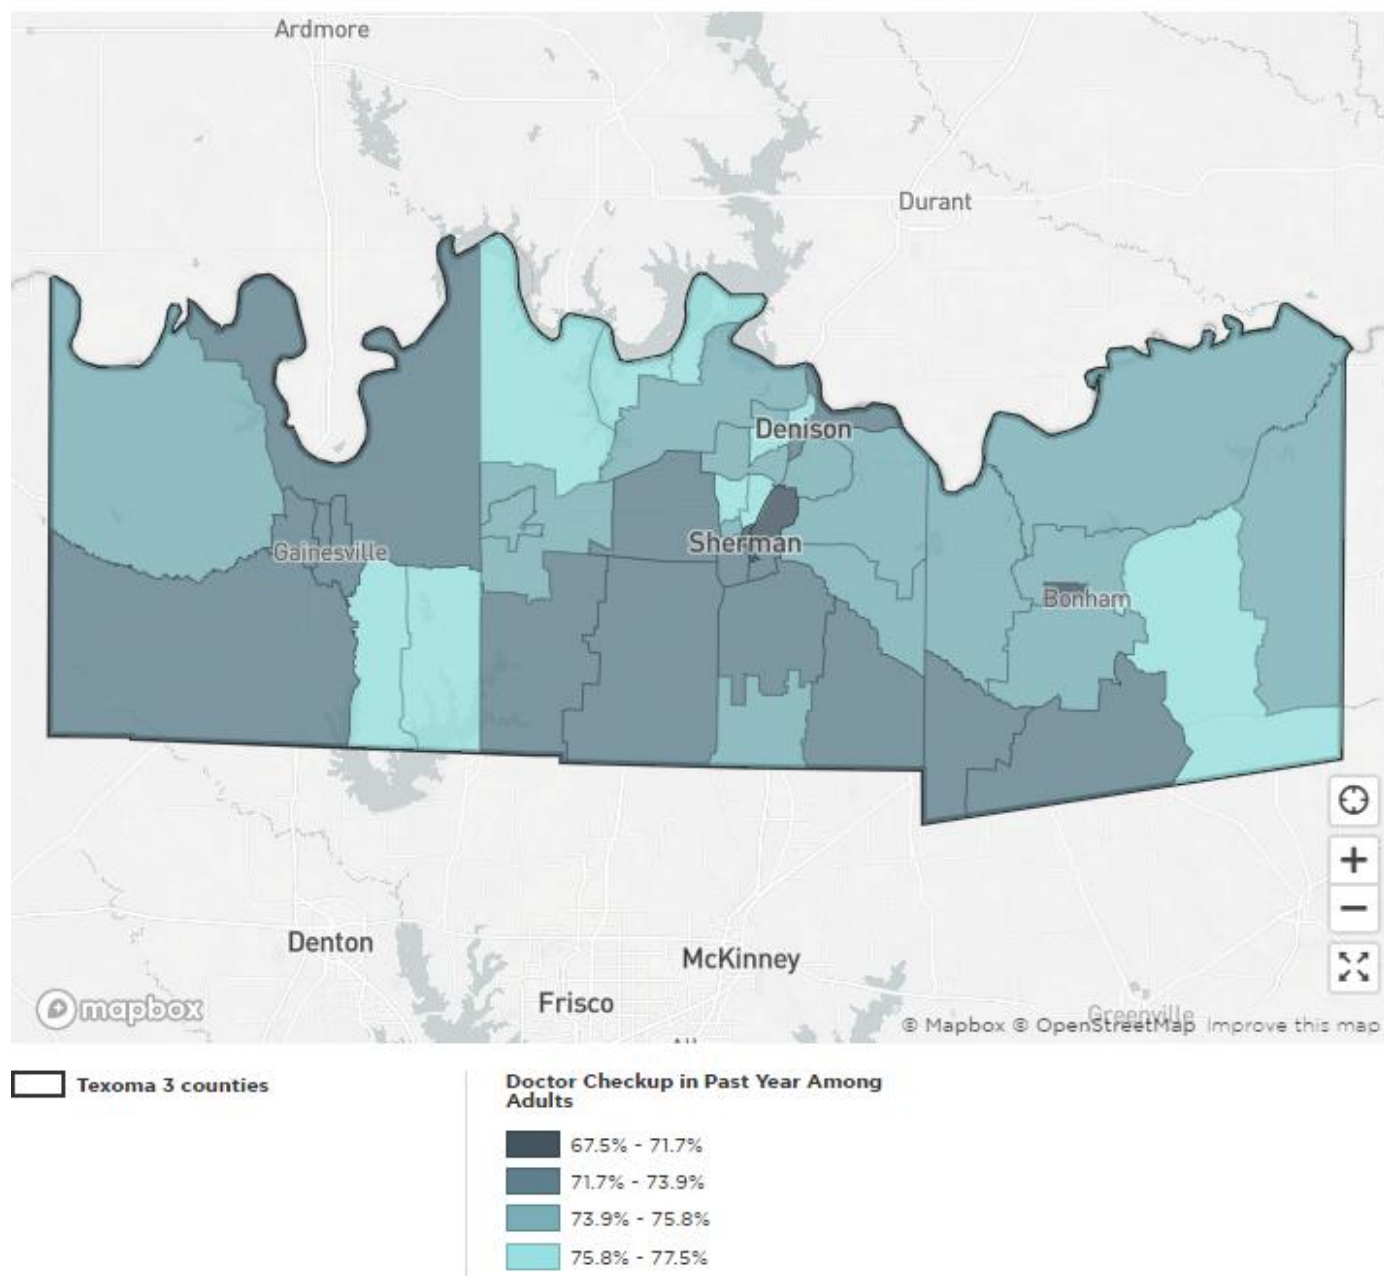 Ardmore
Durant
Denison
Sherman
Gainesville
Bonham
Denton
McKinney
Frisco
Greenville
mapbox
© Mapbox © OpenStreetMap Improve this map
Texoma 3 counties
Doctor Checkup in Past Year Among
Adults
67.5% - 71.7%
71.7% - 73.9%
73.9% - 75.8%
75.8% - 77.5%